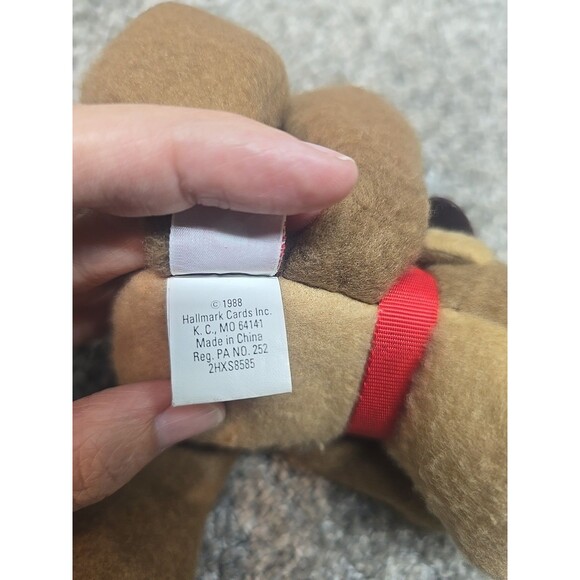 © 1988
Hallmark Cards Inc.
K. C., MO 64141
Made in China
Reg. PA NO. 252
2HXS8585